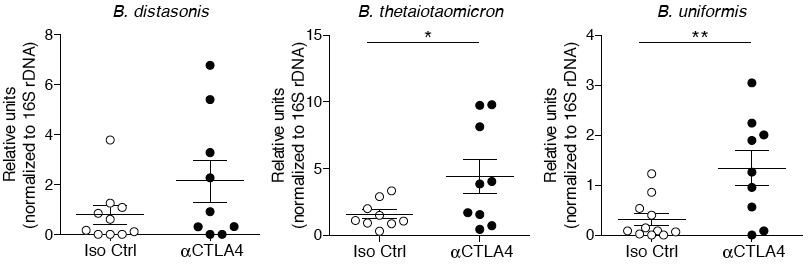 B. distasonis
Relative units
(normalized to 16S rDNA)
8
6
4
2
0
Iso Ctrl
αCTLA4
B. thetaiotaomicron
Relative units
(normalized to 16S rDNA)
15
10
5
0
*
Iso Ctrl
αCTLA4
B. uniformis
Relative units
(normalized to 16S rDNA)
4
3
2
1
0
**
Iso Ctrl
αCTLA4